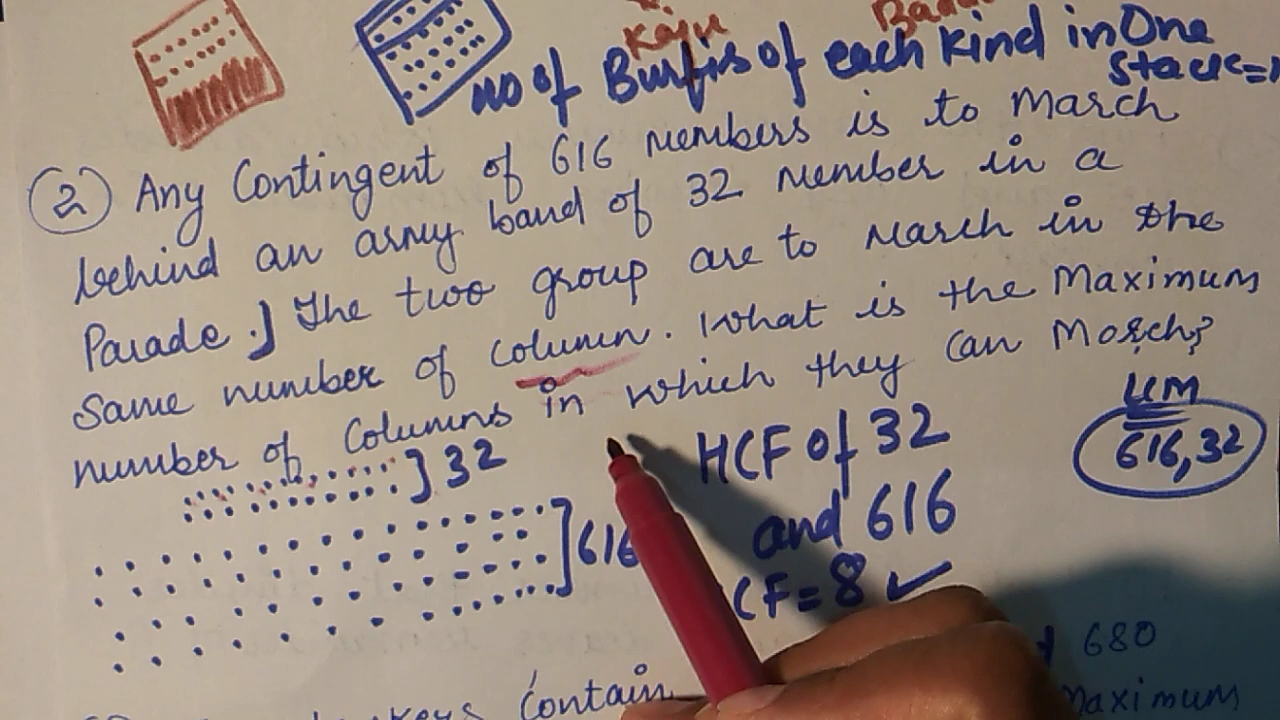 Kaju
no of Burfis of each kind in One
Stack=
(2) Any Contingent of 616 members is to March
behind an army band of 32 member in a
Parade. The two group are to March in the
Same number of column. What is the Maximum
number of Columns in which they can March?
32
616
HCF of 32
and 616
CF=8 ✓
LCM
616,32
680
Contain
Maximum